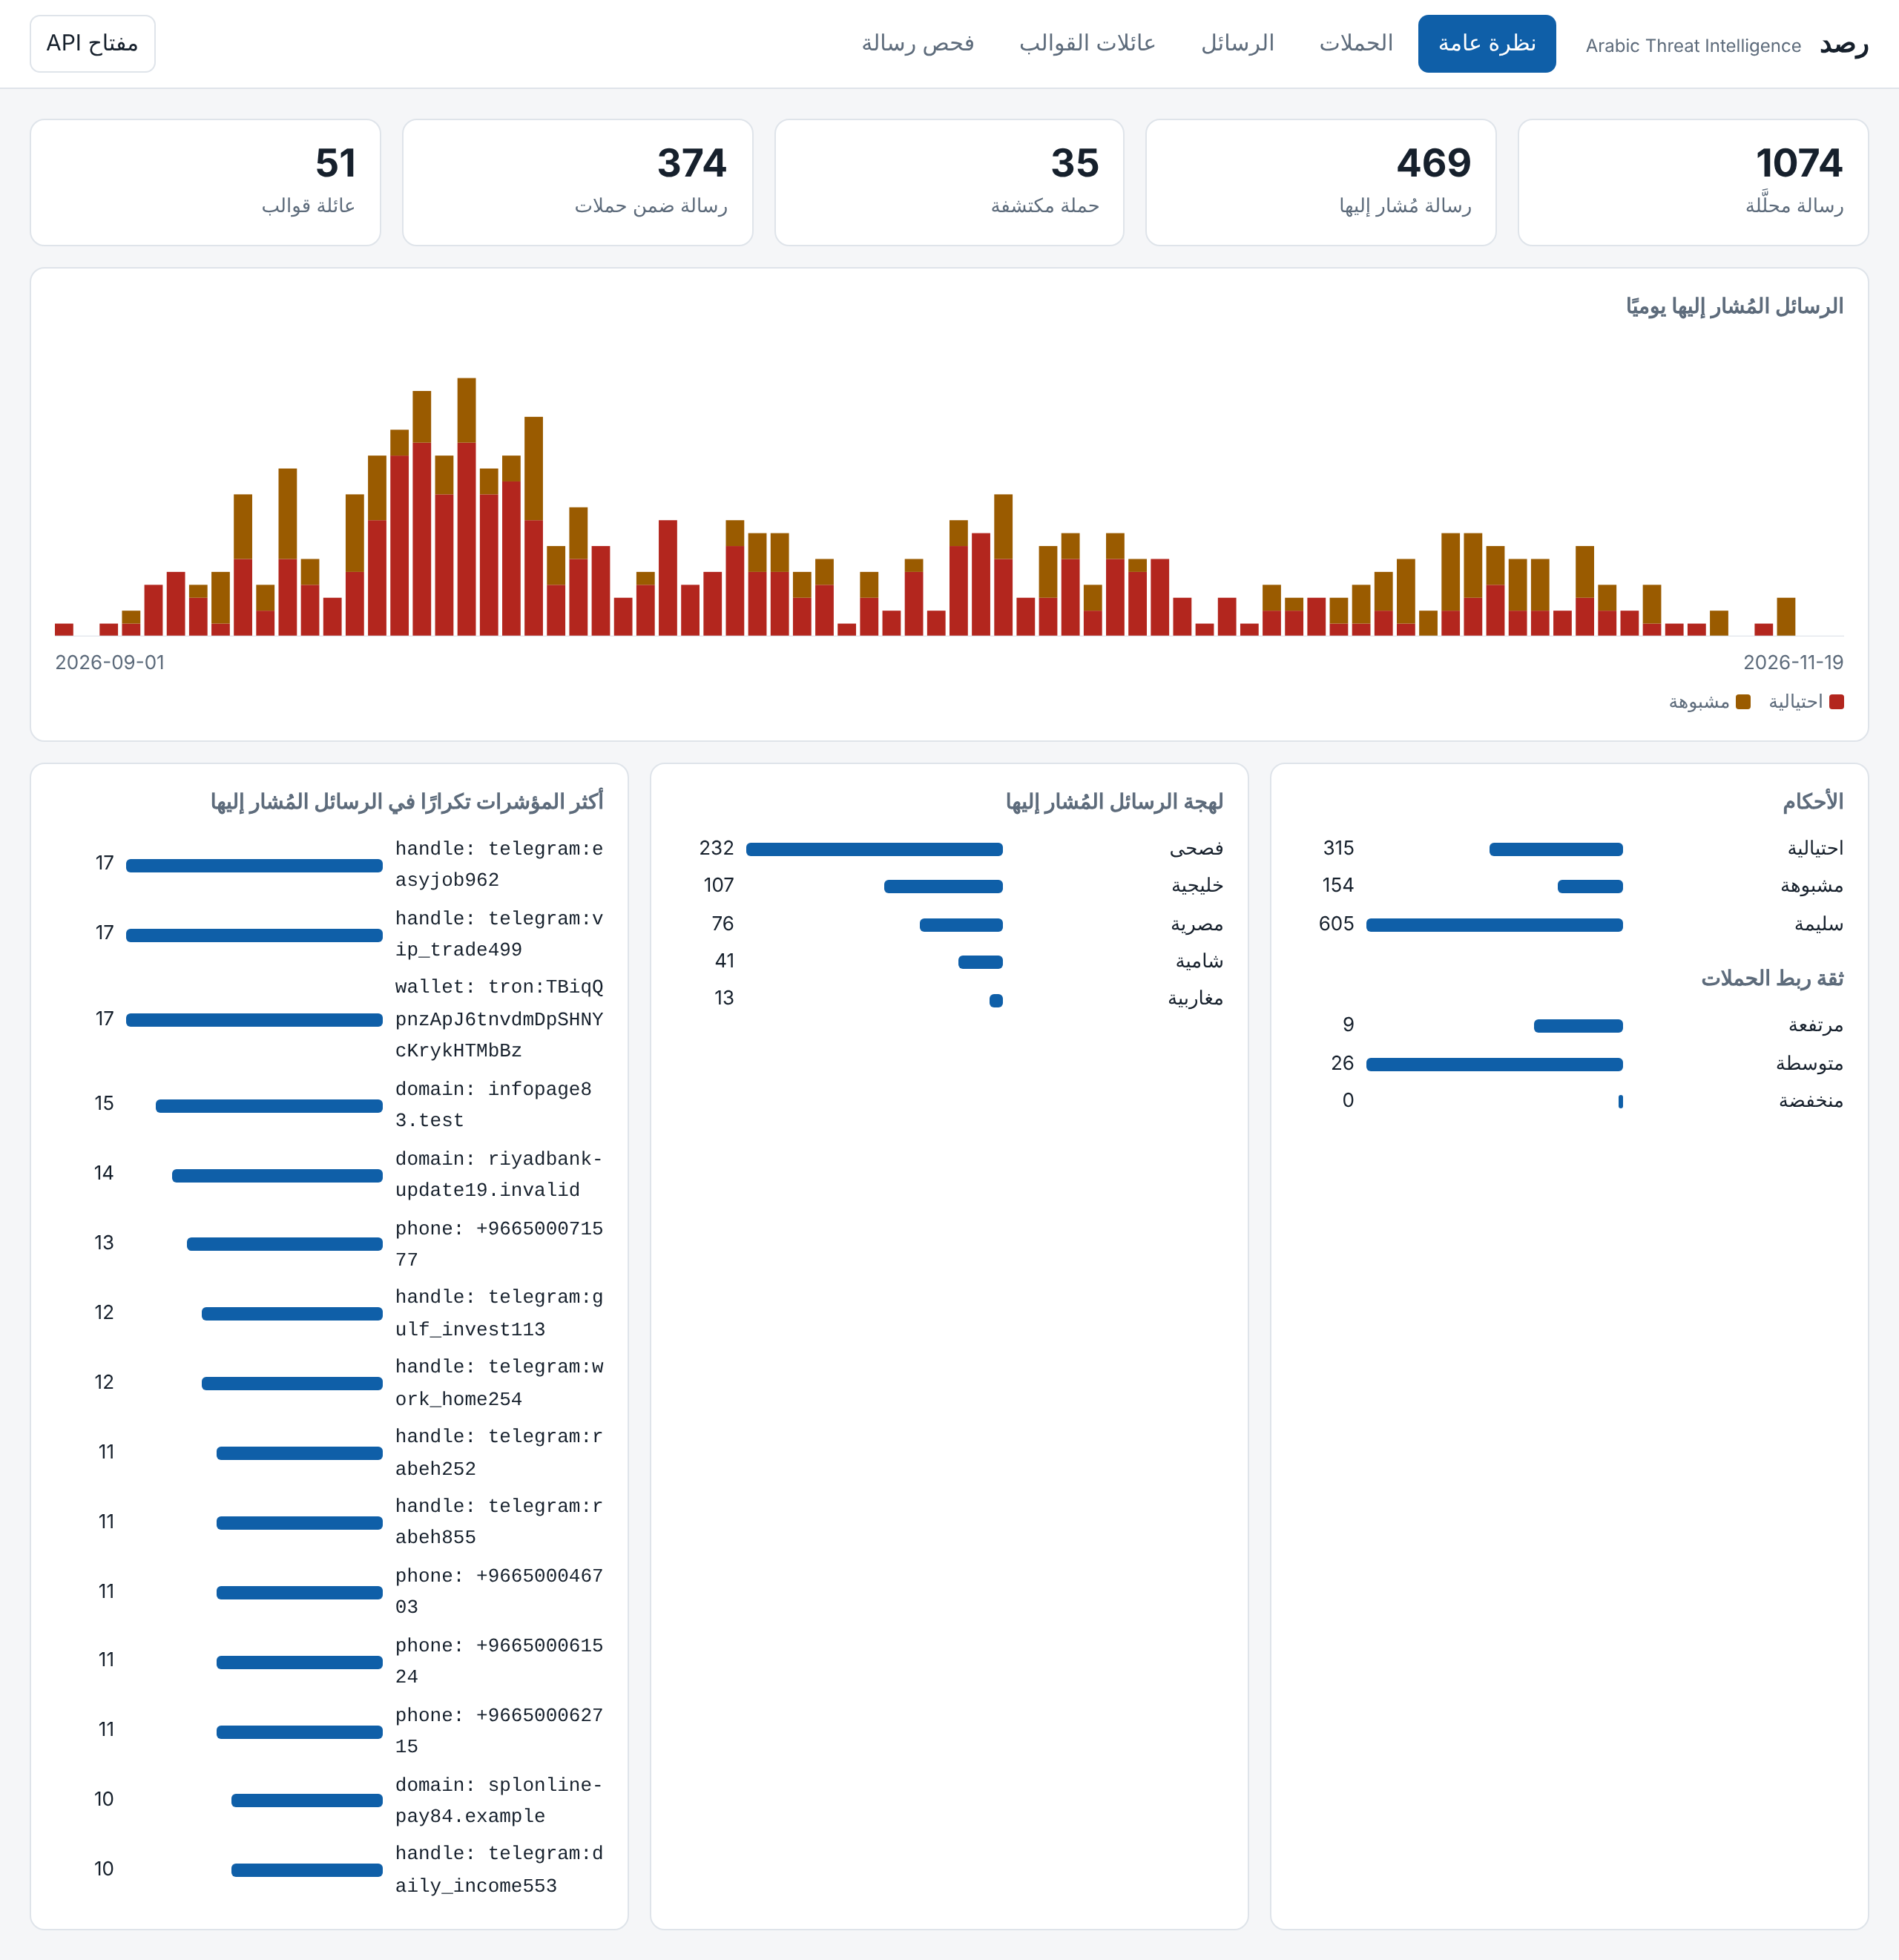 رصد Arabic Threat Intelligence
نظرة عامة
الحملات
الرسائل
عائلات القوالب
فحص رسالة
مفتاح API
1074
رسالة محلَّلة
469
رسالة مُشار إليها
35
حملة مكتشفة
374
رسالة ضمن حملات
51
عائلة قوالب
الرسائل المُشار إليها يوميًا
2026-09-01
2026-11-19
احتيالية
مشبوهة
الأحكام
احتيالية 315
مشبوهة 154
سليمة 605
ثقة ربط الحملات
مرتفعة 9
متوسطة 26
منخفضة 0
لهجة الرسائل المُشار إليها
فصحى 232
خليجية 107
مصرية 76
شامية 41
مغاربية 13
أكثر المؤشرات تكرارًا في الرسائل المُشار إليها
handle: telegram:e
asyjob962
17
handle: telegram:v
ip_trade499
17
wallet: tron:TBiqQ
pnzApJ6tnvdmDpSHNY
cKrykHTMbBz
17
domain: infopage8
3.test
15
domain: riyadbank-
update19.invalid
14
phone: +9665000715
77
13
handle: telegram:g
ulf_invest113
12
handle: telegram:w
ork_home254
12
handle: telegram:r
abeh252
11
handle: telegram:r
abeh855
11
phone: +9665000467
03
11
phone: +9665000615
24
11
phone: +9665000627
15
11
domain: splonline-
pay84.example
10
handle: telegram:d
aily_income553
10